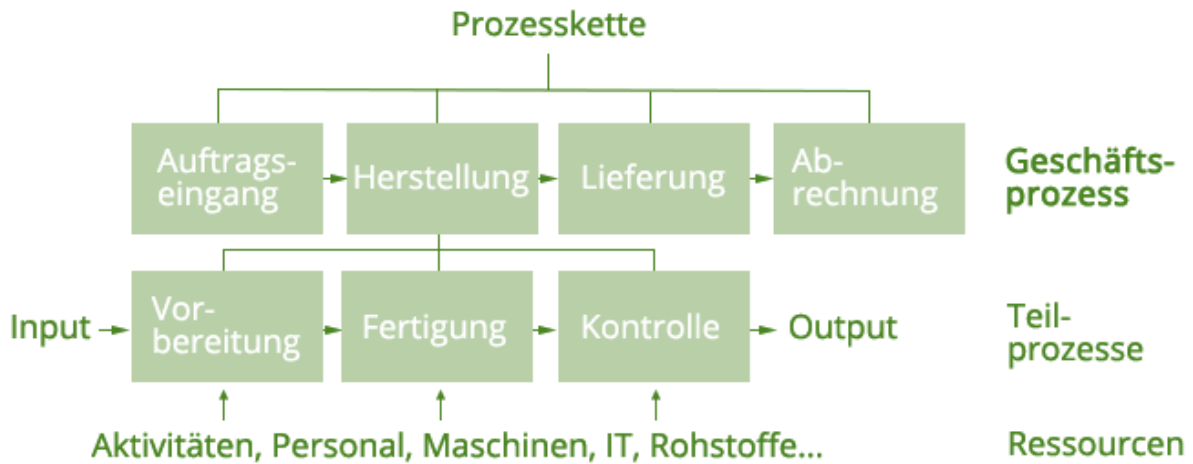 Prozesskette
Auftrags-
eingang
Herstellung
Lieferung
Ab-
rechnung
Geschäfts-
prozess
Input
Vor-
bereitung
Fertigung
Kontrolle
Output
Teil-
prozesse
Aktivitäten, Personal, Maschinen, IT, Rohstoffe...
Ressourcen